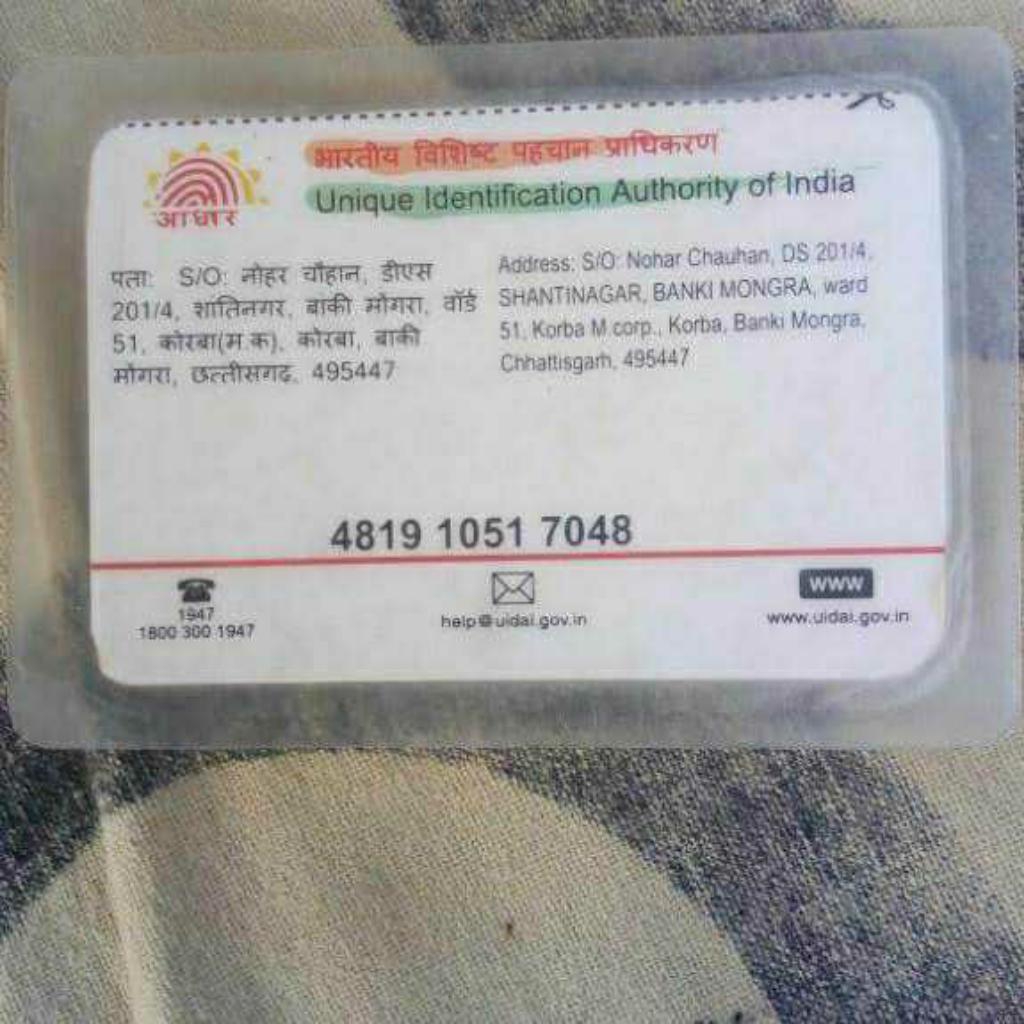 भारतीय विशिष्ट पहचान प्राधिकरण
Unique Identification Authority of India
आधार
पता: S/O: नोहर चौहान, डीएस
201/4, शातिनगर, बाकी मोंगरा, वॉर्ड
51, कोरबा(म.क), कोरबा, बाकी
मोंगरा, छत्तीसगढ़, 495447
Address: S/O: Nohar Chauhan, DS 201/4,
SHANTINAGAR, BANKI MONGRA, ward
51, Korba M corp., Korba, Banki Mongra,
Chhattisgarh, 495447
4819 1051 7048
1947
1800 300 1947
help@uidai.gov.in
WWW
www.uidai.gov.in